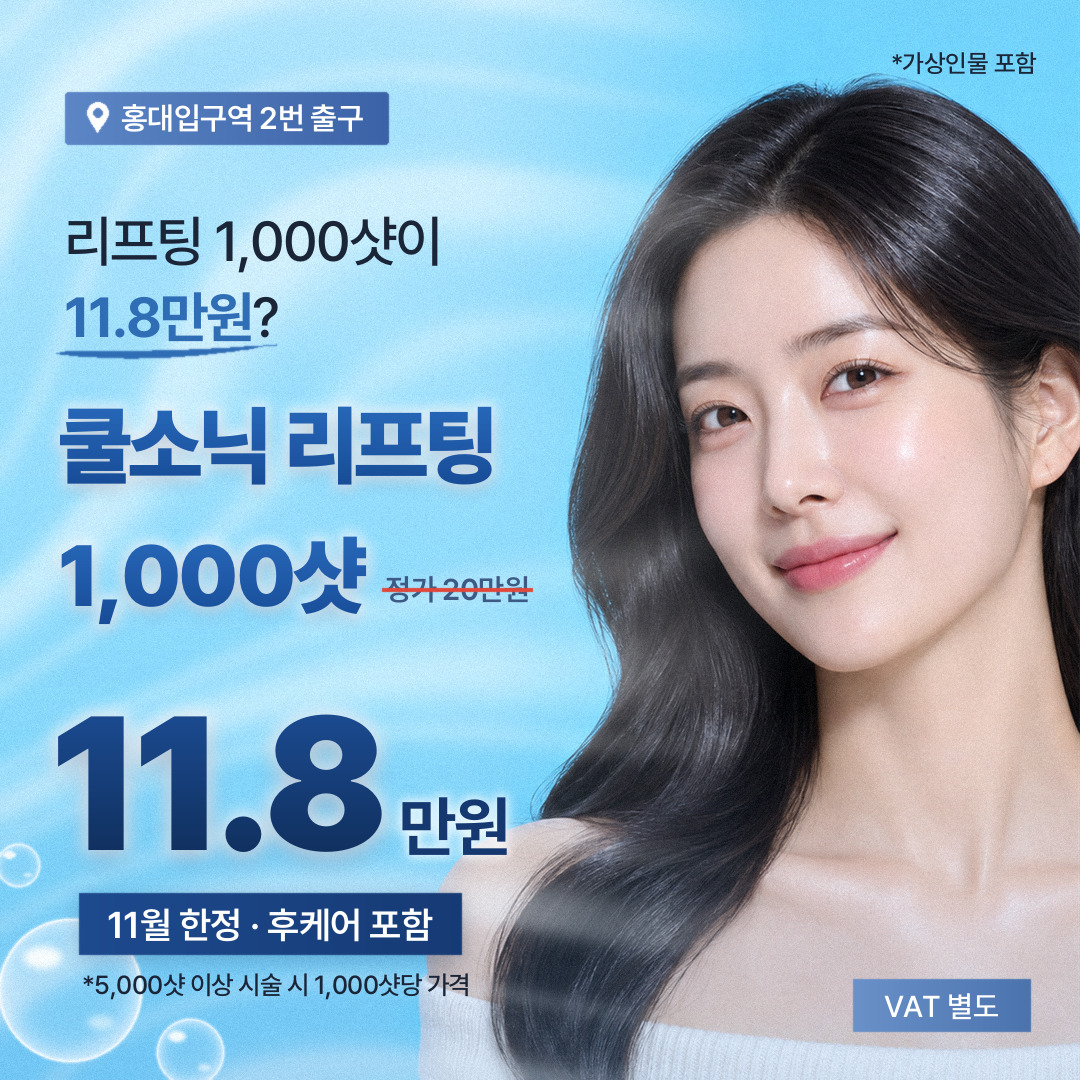 *가상인물 포함
홍대입구역 2번 출구
리프팅 1,000샷이
11.8만원?
쿨소닉 리프팅
1,000샷 정가 20만원
11.8 만원
11월 한정 · 후케어 포함
*5,000샷 이상 시술 시 1,000샷당 가격
VAT 별도